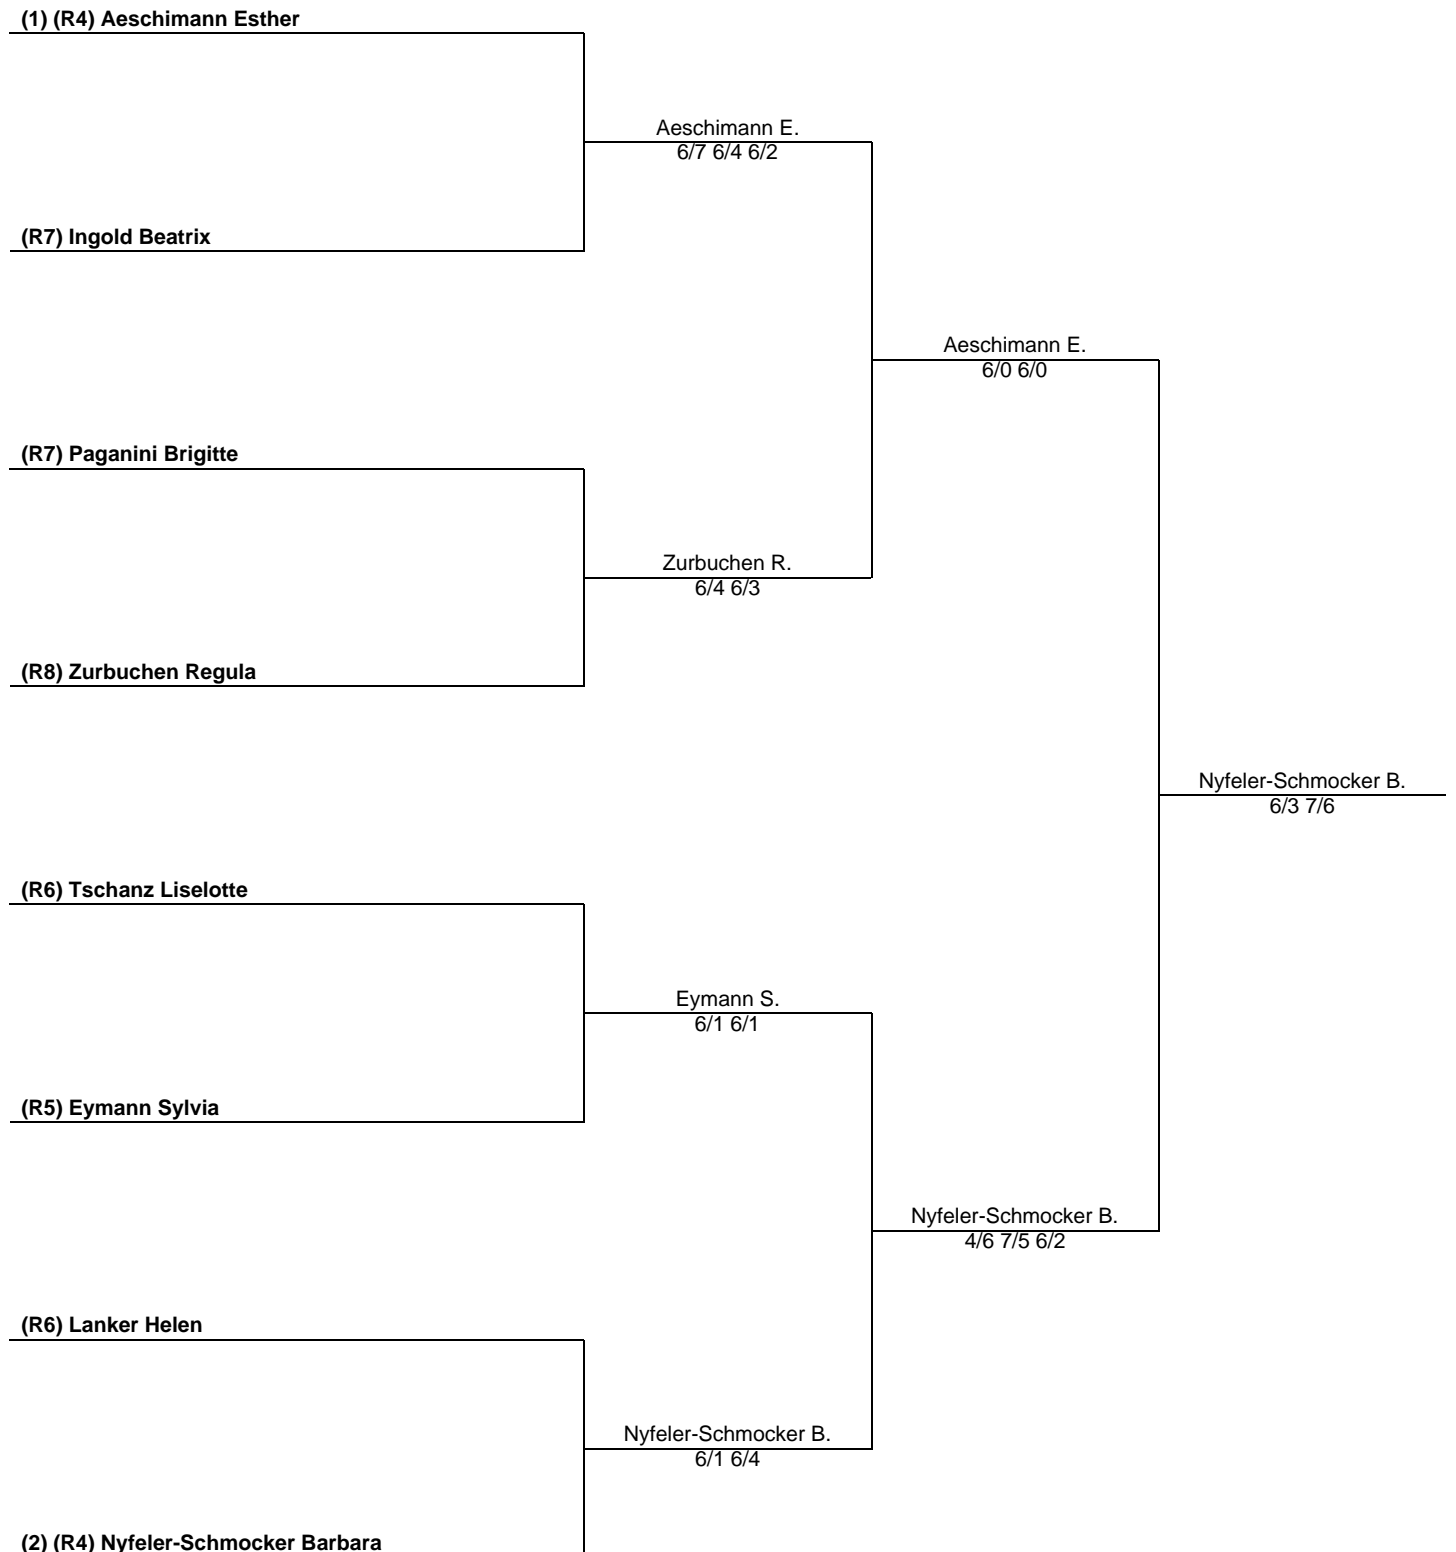 (1) (R4) Aeschimann Esther
Aeschimann E.
6/7 6/4 6/2
(R7) Ingold Beatrix
Aeschimann E.
6/0 6/0
(R7) Paganini Brigitte
Zurbuchen R.
6/4 6/3
(R8) Zurbuchen Regula
Nyfeler-Schmocker B.
6/3 7/6
(R6) Tschanz Liselotte
Eymann S.
6/1 6/1
(R5) Eymann Sylvia
Nyfeler-Schmocker B.
4/6 7/5 6/2
(R6) Lanker Helen
Nyfeler-Schmocker B.
6/1 6/4
(2) (R4) Nyfeler-Schmocker Barbara